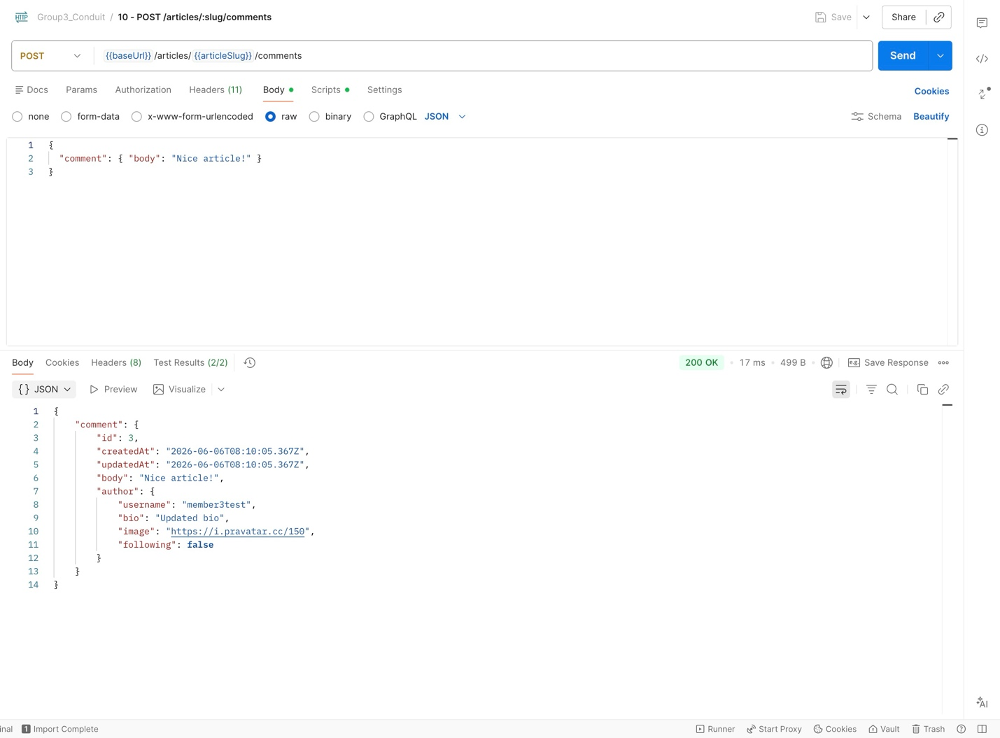 HTTP Group3_Conduit / 10 - POST /articles/:slug/comments Save Share
POST {{baseUrl}} /articles/ {{articleSlug}} /comments Send
Docs Params Authorization Headers (11) Body Scripts Settings Cookies
none form-data x-www-form-urlencoded raw binary GraphQL JSON Schema Beautify
1 {
2 "comment": { "body": "Nice article!" }
3 }
Body Cookies Headers (8) Test Results (2/2) 200 OK 17 ms 499 B e.g. Save Response
{} JSON Preview Visualize
1 {
2 "comment": {
3 "id": 3,
4 "createdAt": "2026-06-06T08:10:05.367Z",
5 "updatedAt": "2026-06-06T08:10:05.367Z",
6 "body": "Nice article!",
7 "author": {
8 "username": "member3test",
9 "bio": "Updated bio",
10 "image": "https://i.pravatar.cc/150",
11 "following": false
12 }
13 }
14 }
AI
inal 1 Import Complete Runner Start Proxy Cookies Vault Trash